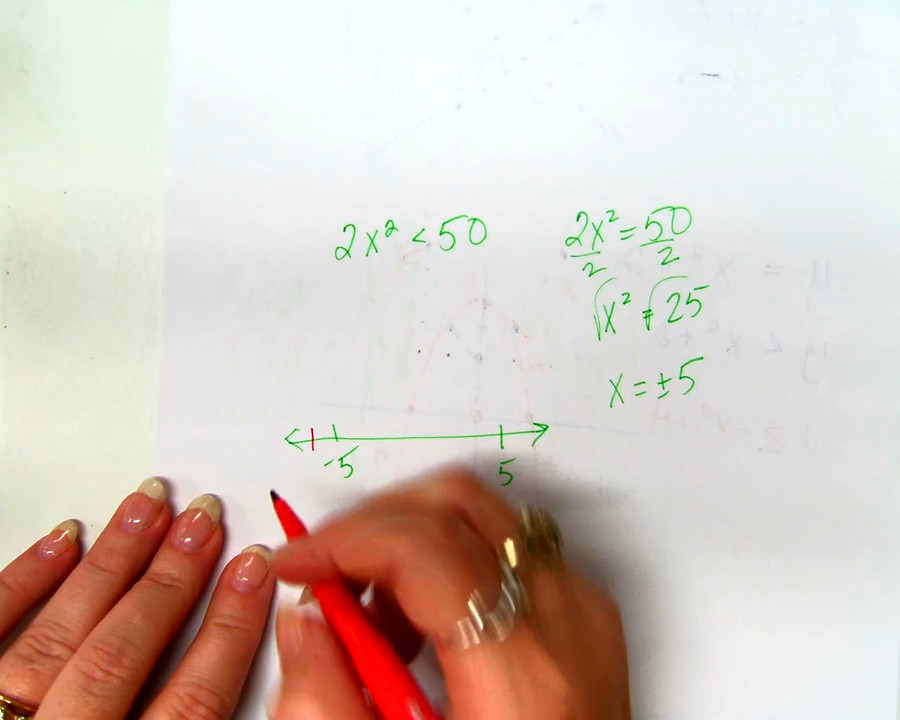 2x² < 50
2x² = 50
2 2
√x² = √25
x = ±5
-5 5